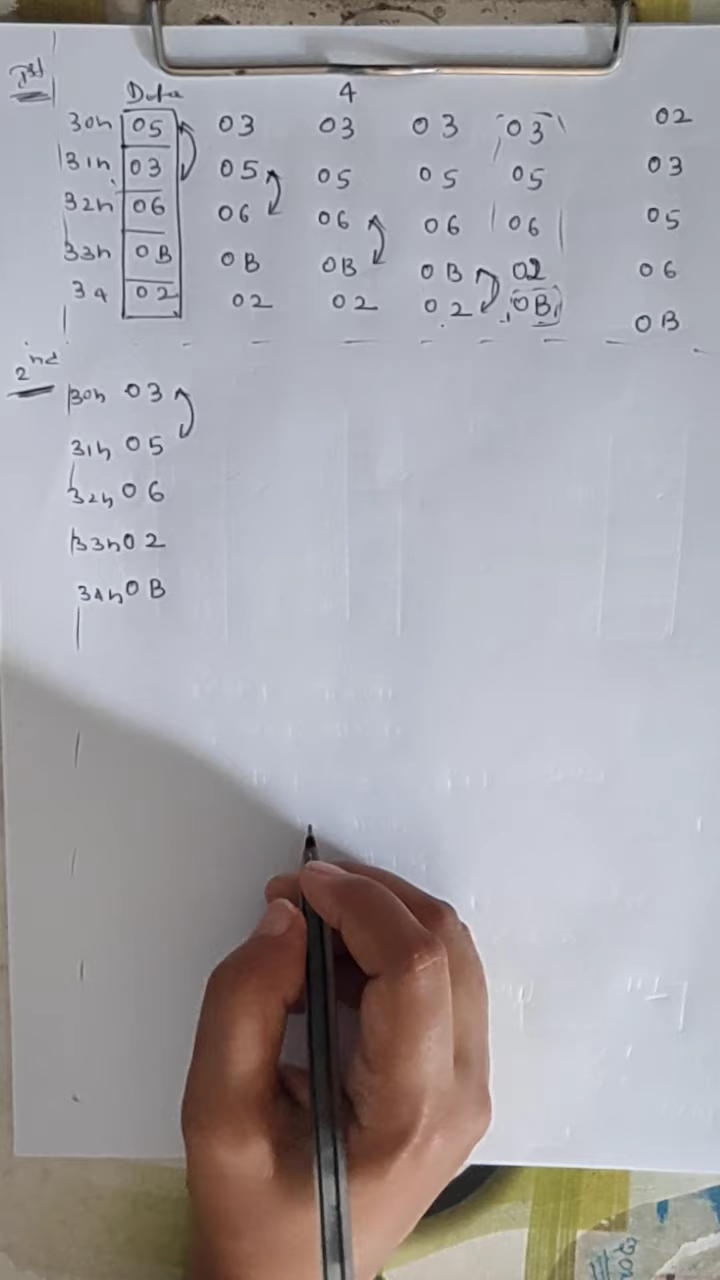 Ist
Data 4
30h 05 03 03 03 03 02
31h 03 05 05 05 05 03
32h 06 06 06 06 06 05
33h 0B 0B 0B 0B 02 06
34 02 02 02 02 0B 0B
2nd
30h 03
31h 05
32h 06
33h 02
34h 0B